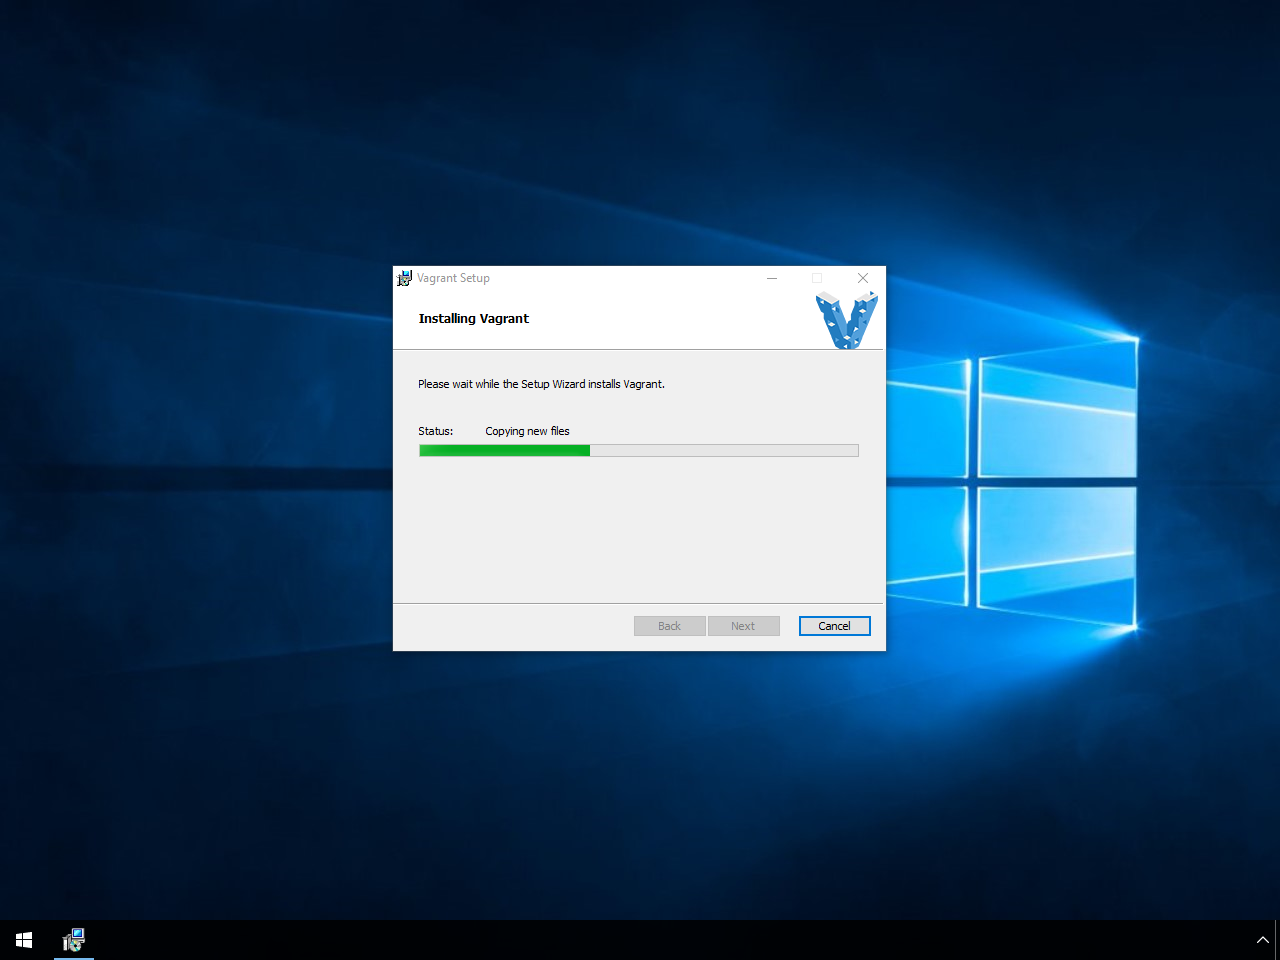 Vagrant Setup
Installing Vagrant
Please wait while the Setup Wizard installs Vagrant.
Status: Copying new files
Back Next Cancel